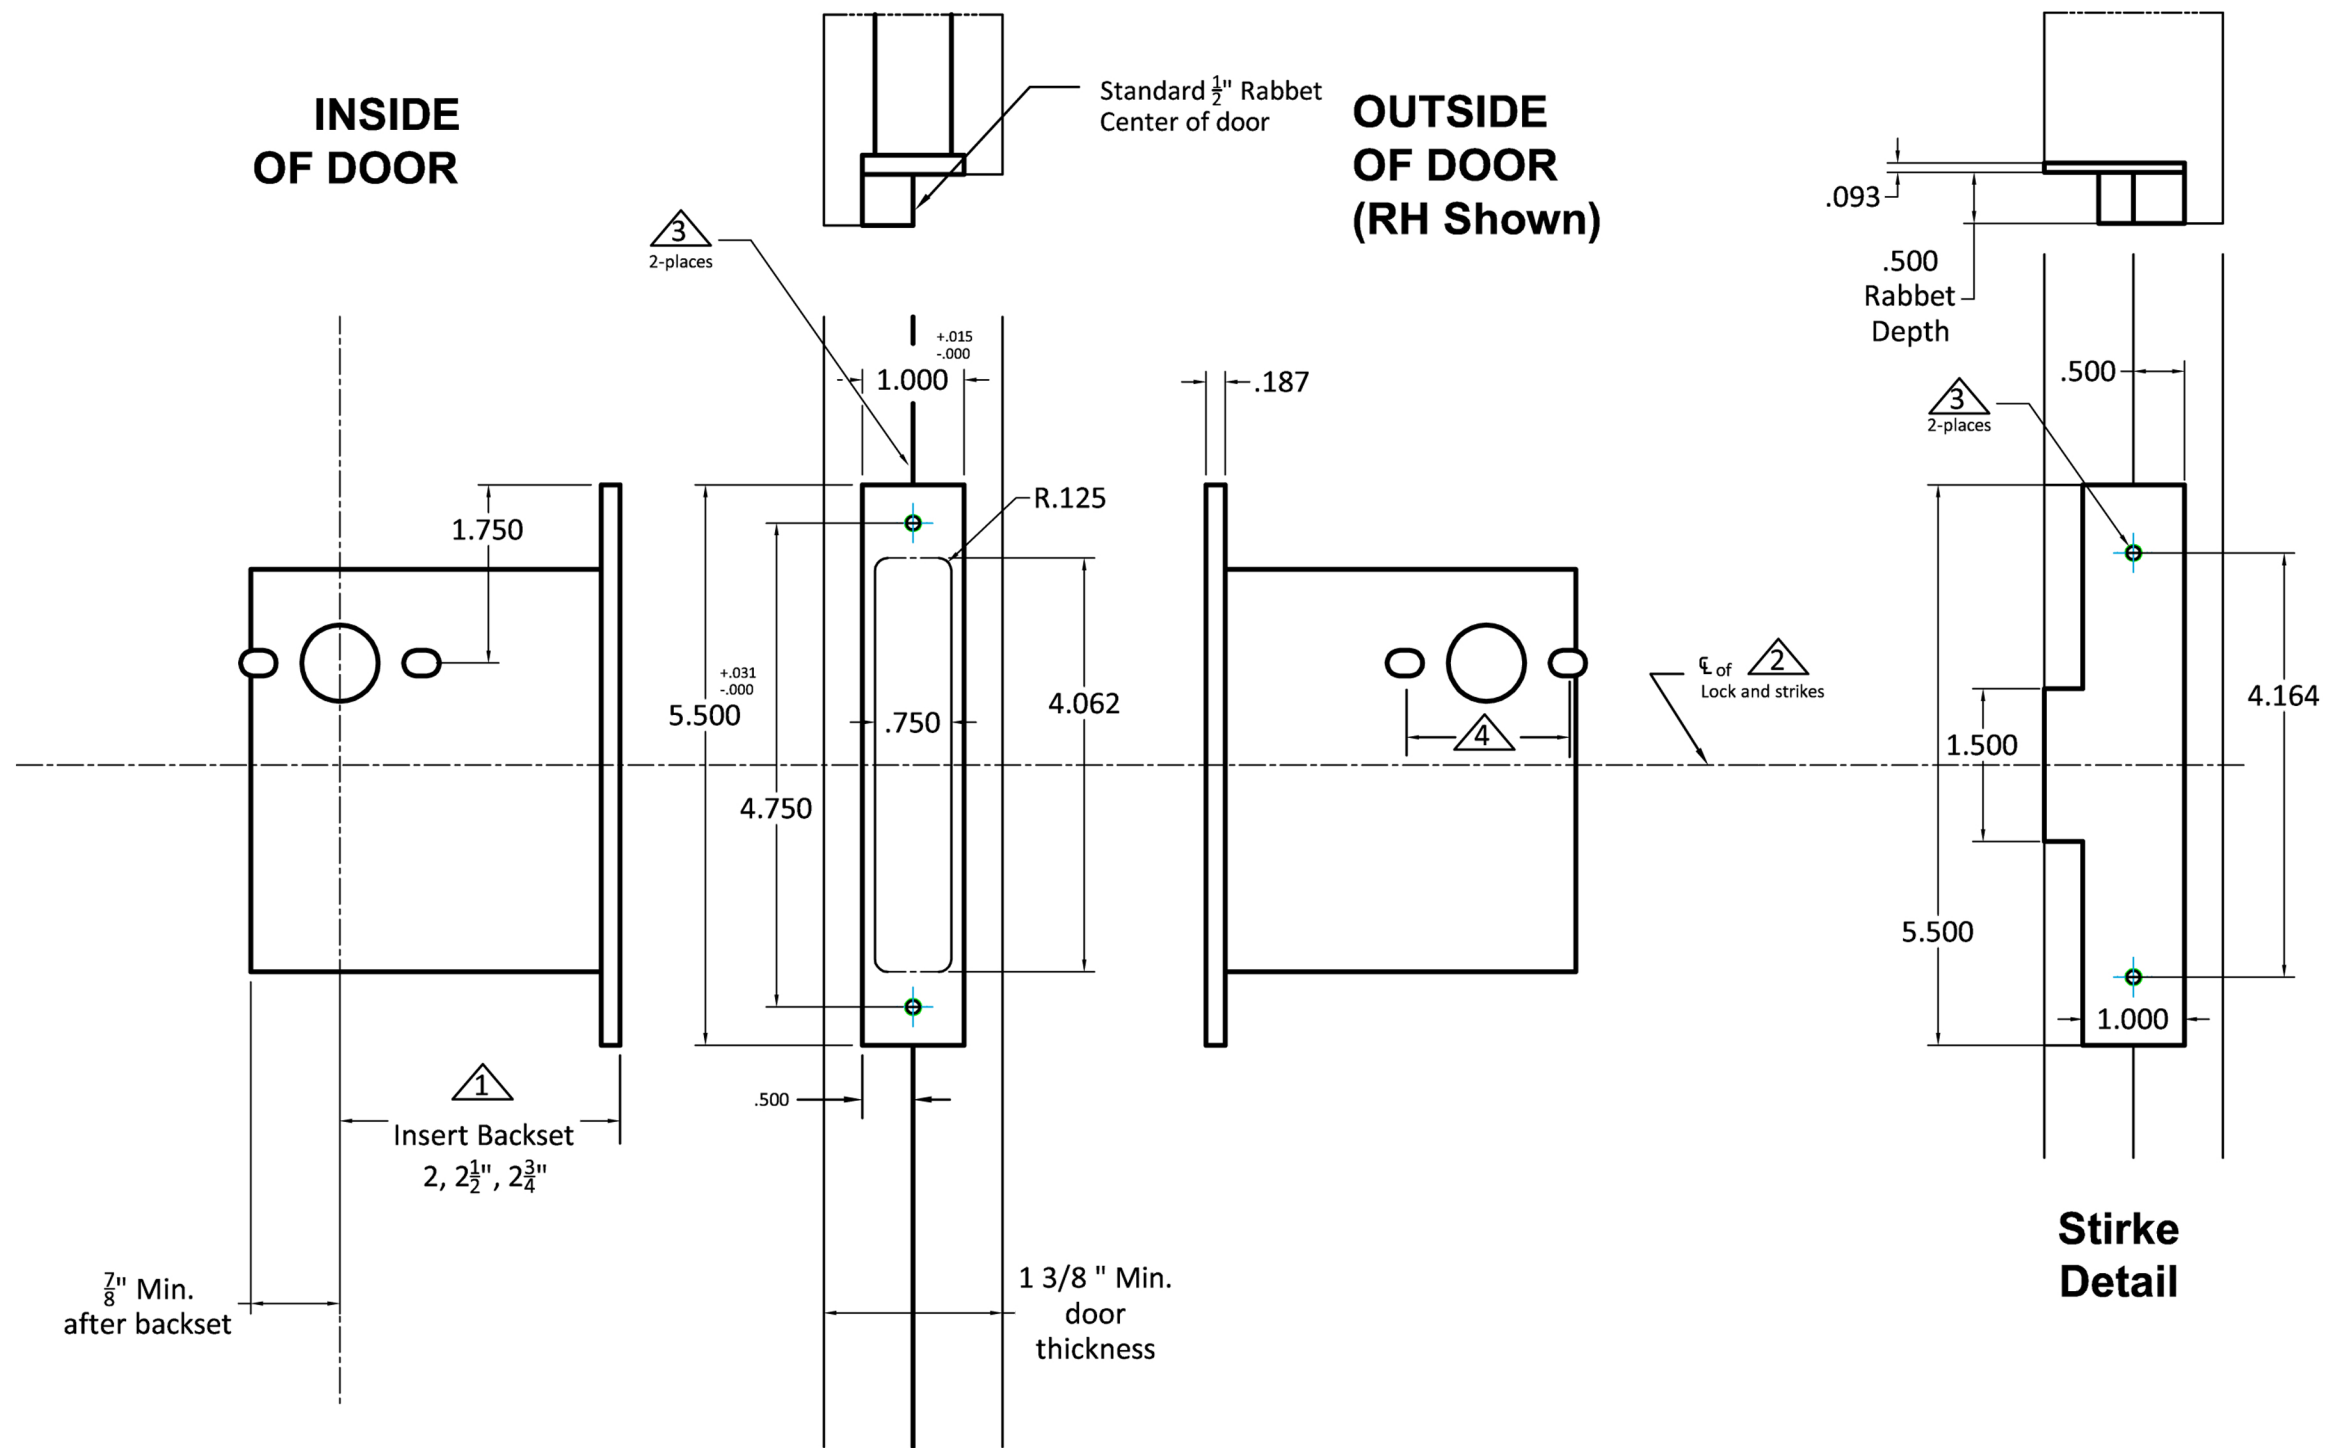 INSIDE
OF DOOR
Standard 1/2" Rabbet
Center of door
OUTSIDE
OF DOOR
(RH Shown)
.093
.500
Rabbet
Depth
3
2-places
+.015
-.000
1.000
.187
.500
3
2-places
1.750
R.125
+.031
-.000
5.500
.750
4.062
4.750
4
℄ of 2
Lock and strikes
4.164
1.500
5.500
1.000
1
Insert Backset
2, 2 1/2", 2 3/4"
.500
7/8" Min.
after backset
1 3/8 " Min.
door
thickness
Stirke
Detail